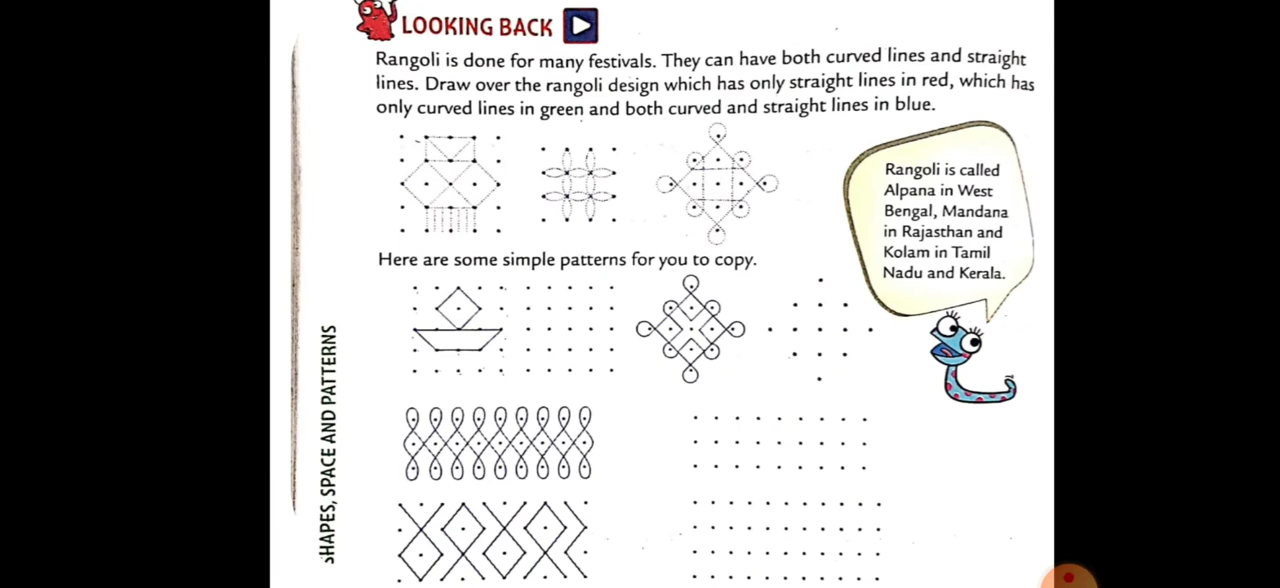 LOOKING BACK
Rangoli is done for many festivals. They can have both curved lines and straight
lines. Draw over the rangoli design which has only straight lines in red, which has
only curved lines in green and both curved and straight lines in blue.
Rangoli is called
Alpana in West
Bengal, Mandana
in Rajasthan and
Kolam in Tamil
Nadu and Kerala.
Here are some simple patterns for you to copy.
SHAPES, SPACE AND PATTERNS